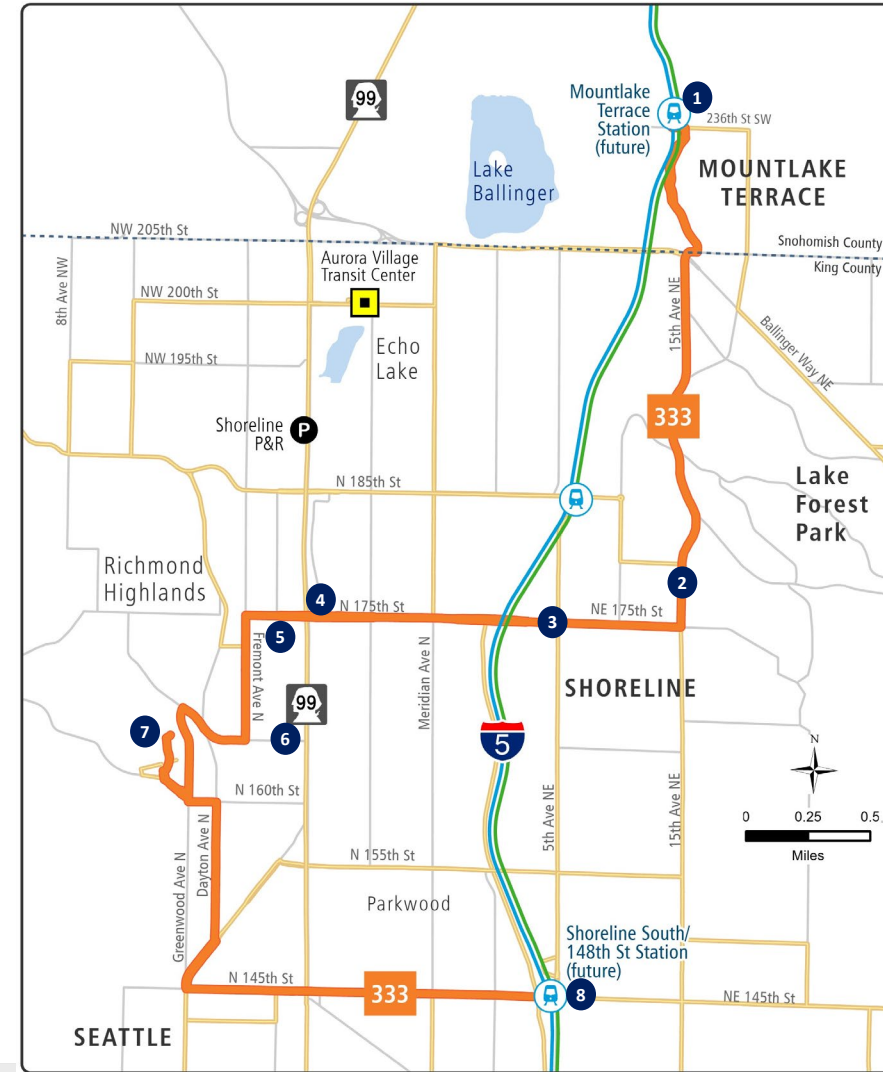 99
Mountlake
Terrace
Station
(future)
1
236th St SW
MOUNTLAKE
TERRACE
Lake
Ballinger
NW 205th St
Snohomish County
King County
Aurora Village
Transit Center
8th Ave NW
NW 200th St
15th Ave NE
Ballinger Way NE
Echo
Lake
NW 195th St
333
Shoreline
P&R
P
N 185th St
Lake
Forest
Park
Richmond
Highlands
2
4
N 175th St
NE 175th St
3
5
Fremont Ave N
Meridian Ave N
SHORELINE
99
7
6
5
N
N 160th St
0 0.25 0.5
Miles
Dayton Ave N
Greenwood Ave N
5th Ave NE
15th Ave NE
N 155th St
Parkwood
Shoreline South/
148th St Station
(future)
N 145th St
333
8
NE 145th St
SEATTLE